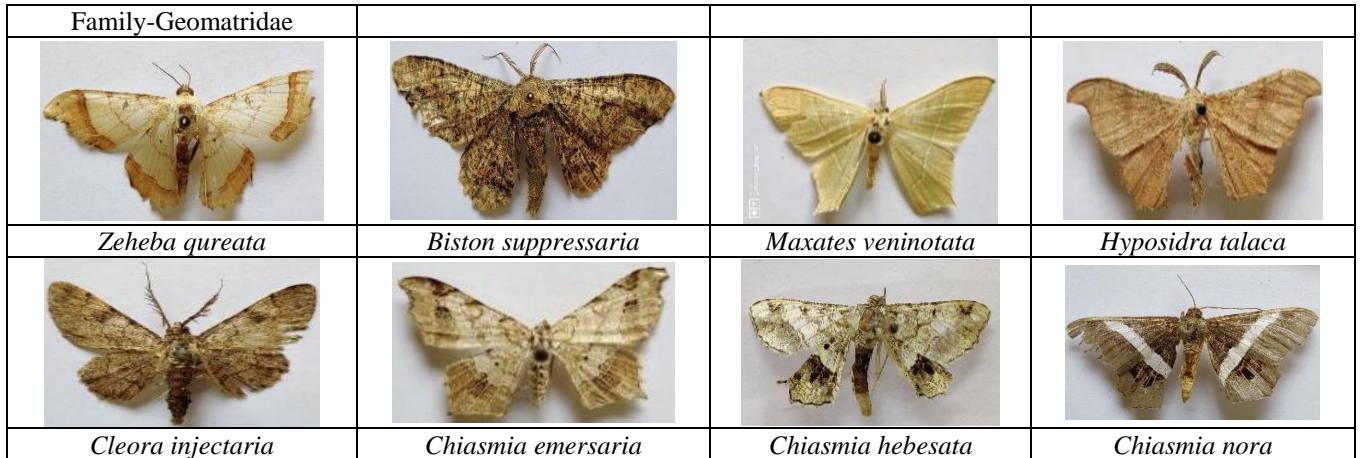 Family-Geomatridae
Zeheba qureata
Biston suppressaria
Maxates veninotata
Hyposidra talaca
Cleora injectaria
Chiasmia emersaria
Chiasmia hebesata
Chiasmia nora